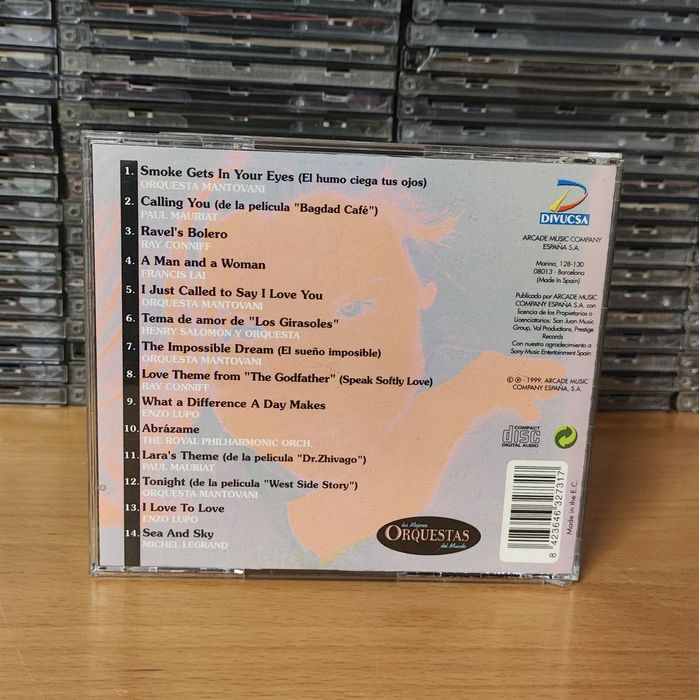 1. Smoke Gets In Your Eyes (El humo ciega tus ojos)
ORQUESTA MANTOVANI
2. Calling You (de la película "Bagdad Café")
PAUL MAURIAT
3. Ravel's Bolero
RAY CONNIFF
4. A Man and a Woman
FRANCIS LAI
5. I Just Called to Say I Love You
ORQUESTA MANTOVANI
6. Tema de amor de "Los Girasoles"
HENRY SALOMON Y ORQUESTA
7. The Impossible Dream (El sueño imposible)
ORQUESTA MANTOVANI
8. Love Theme from "The Godfather" (Speak Softly Love)
RAY CONNIFF
9. What a Difference A Day Makes
ENZO LUPO
10. Abrázame
THE ROYAL PHILHARMONIC ORCH.
11. Lara's Theme (de la película "Dr.Zhivago")
PAUL MAURIAT
12. Tonight (de la película "West Side Story")
ORQUESTA MANTOVANI
13. I Love To Love
ENZO LUPO
14. Sea And Sky
MICHEL LEGRAND
DIVUCSA
ARCADE MUSIC COMPANY
ESPAÑA S.A.
Marina, 128-130
08013 - Barcelona
(Made In Spain)
Publicado por ARCADE MUSIC
COMPANY ESPAÑA S.A. con
licencia de los Propietarios o
Licenciatarios: San Juan Music
Group, Val Productions, Prestige
Records
Con nuestro agradecimiento a
Sony Music Entertainment Spain
© ℗ - 1999, ARCADE MUSIC
COMPANY ESPAÑA, S.A.
COMPACT
disc
DIGITAL AUDIO
Las Mejores
ORQUESTAS
del Mundo
8 423646 327317
Made in the E.C.